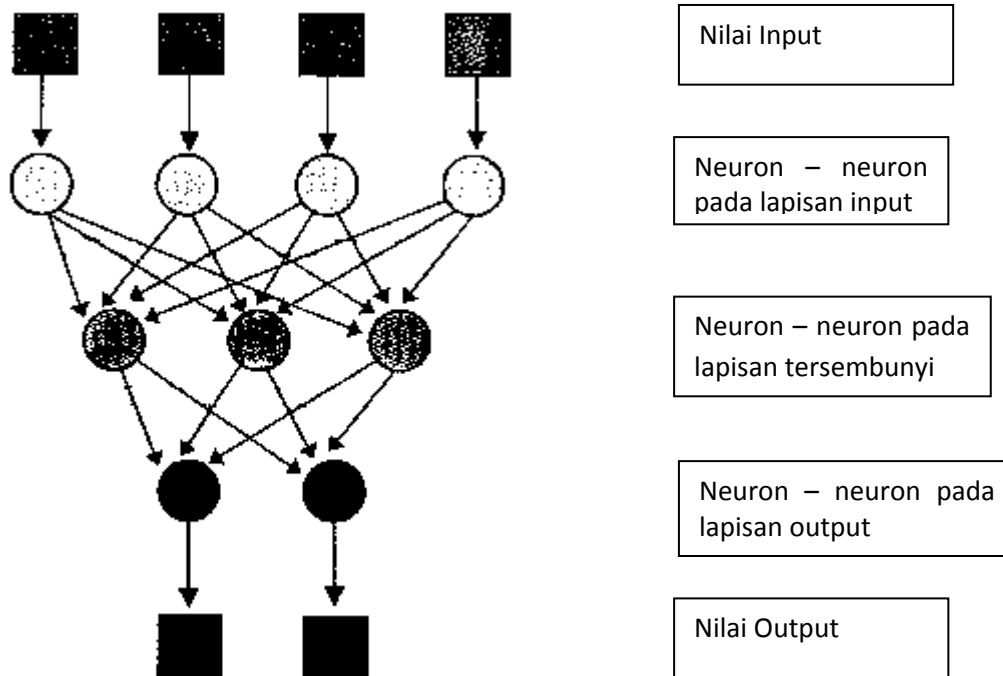 Nilai Input
Neuron – neuron
pada lapisan input
Neuron – neuron pada
lapisan tersembunyi
Neuron – neuron pada
lapisan output
Nilai Output